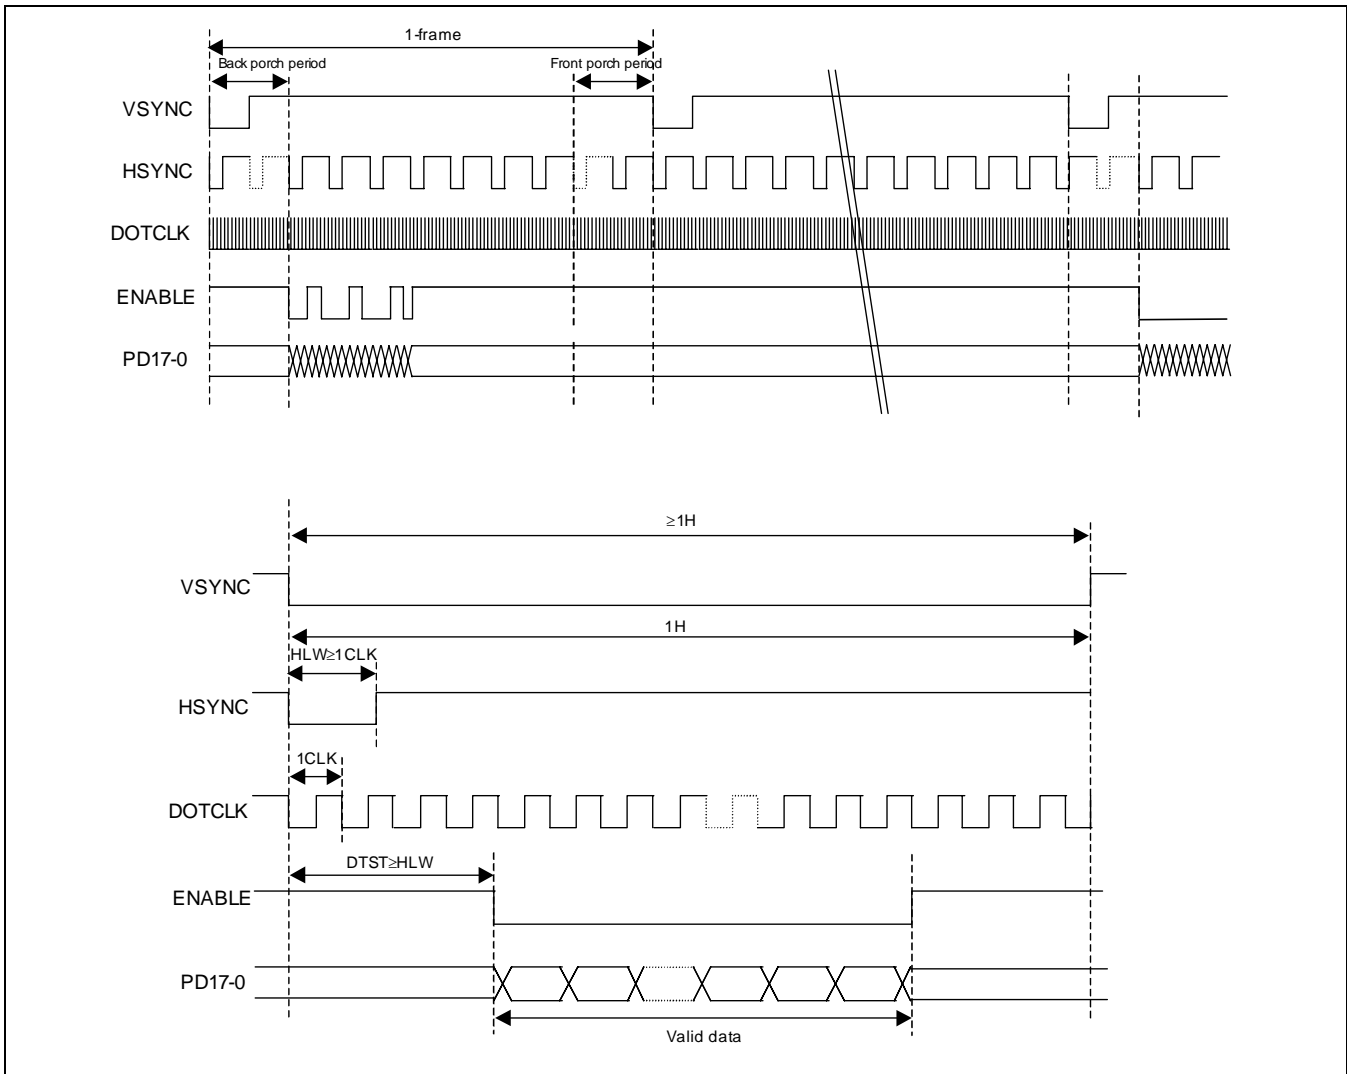 1-frame
Back porch period
Front porch period
VSYNC
HSYNC
DOTCLK
ENABLE
PD17-0
≥1H
VSYNC
1H
HLW≥1CLK
HSYNC
1CLK
DOTCLK
DTST≥HLW
ENABLE
PD17-0
Valid data